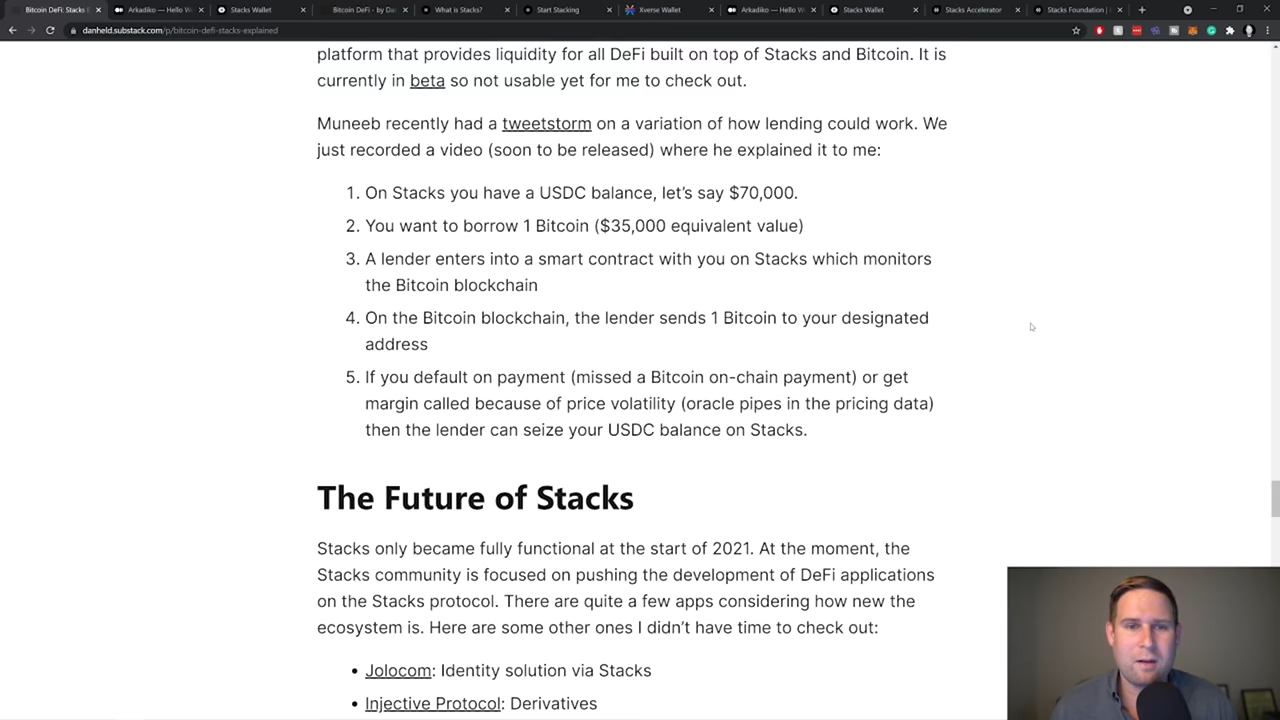 Bitcoin DeFi: Stacks E
Arkadiko — Hello W
Stacks Wallet
Bitcoin DeFi - by Da
What is Stacks?
Start Stacking
Xverse Wallet
Arkadiko — Hello W
Stacks Wallet
Stacks Accelerator
Stacks Foundation |
danheld.substack.com/p/bitcoin-defi-stacks-explained
platform that provides liquidity for all DeFi built on top of Stacks and Bitcoin. It is
currently in beta so not usable yet for me to check out.
Muneeb recently had a tweetstorm on a variation of how lending could work. We
just recorded a video (soon to be released) where he explained it to me:
1. On Stacks you have a USDC balance, let’s say $70,000.
2. You want to borrow 1 Bitcoin ($35,000 equivalent value)
3. A lender enters into a smart contract with you on Stacks which monitors
the Bitcoin blockchain
4. On the Bitcoin blockchain, the lender sends 1 Bitcoin to your designated
address
5. If you default on payment (missed a Bitcoin on-chain payment) or get
margin called because of price volatility (oracle pipes in the pricing data)
then the lender can seize your USDC balance on Stacks.
The Future of Stacks
Stacks only became fully functional at the start of 2021. At the moment, the
Stacks community is focused on pushing the development of DeFi applications
on the Stacks protocol. There are quite a few apps considering how new the
ecosystem is. Here are some other ones I didn’t have time to check out:
• Jolocom: Identity solution via Stacks
• Injective Protocol: Derivatives